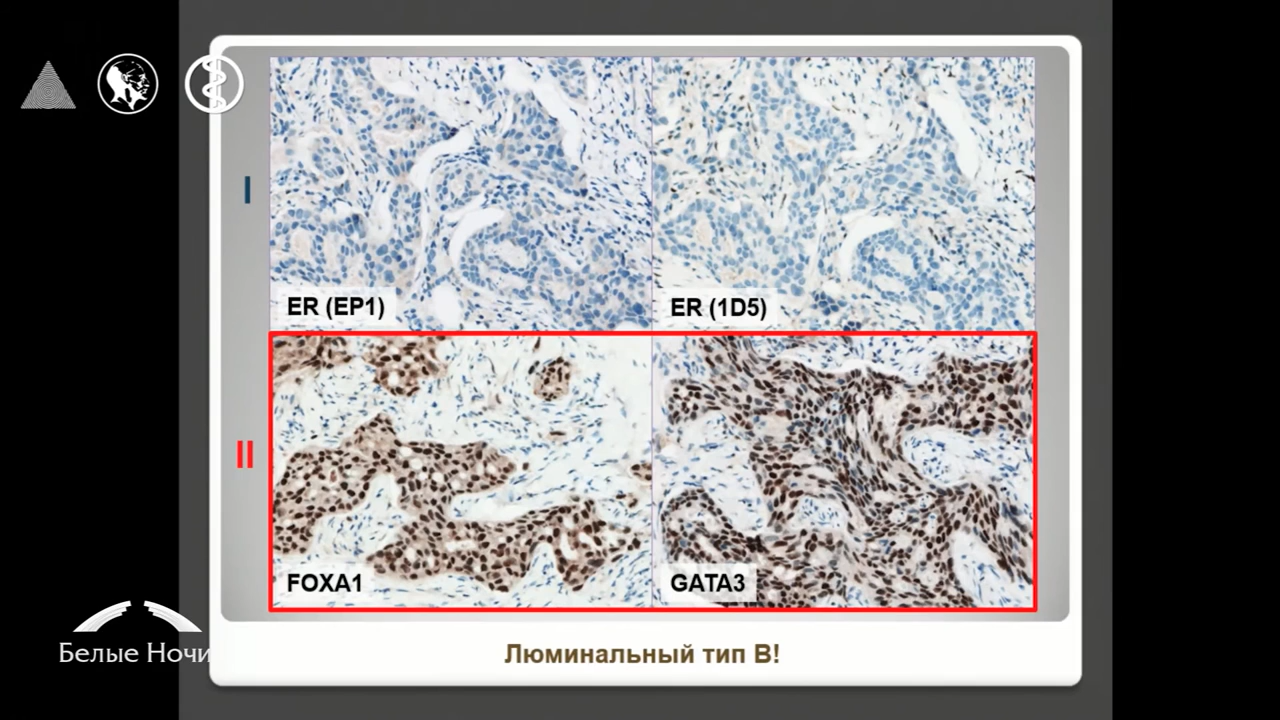 I
ER (EP1)
ER (1D5)
II
FOXA1
GATA3
Белые Ночи
Люминальный тип B!